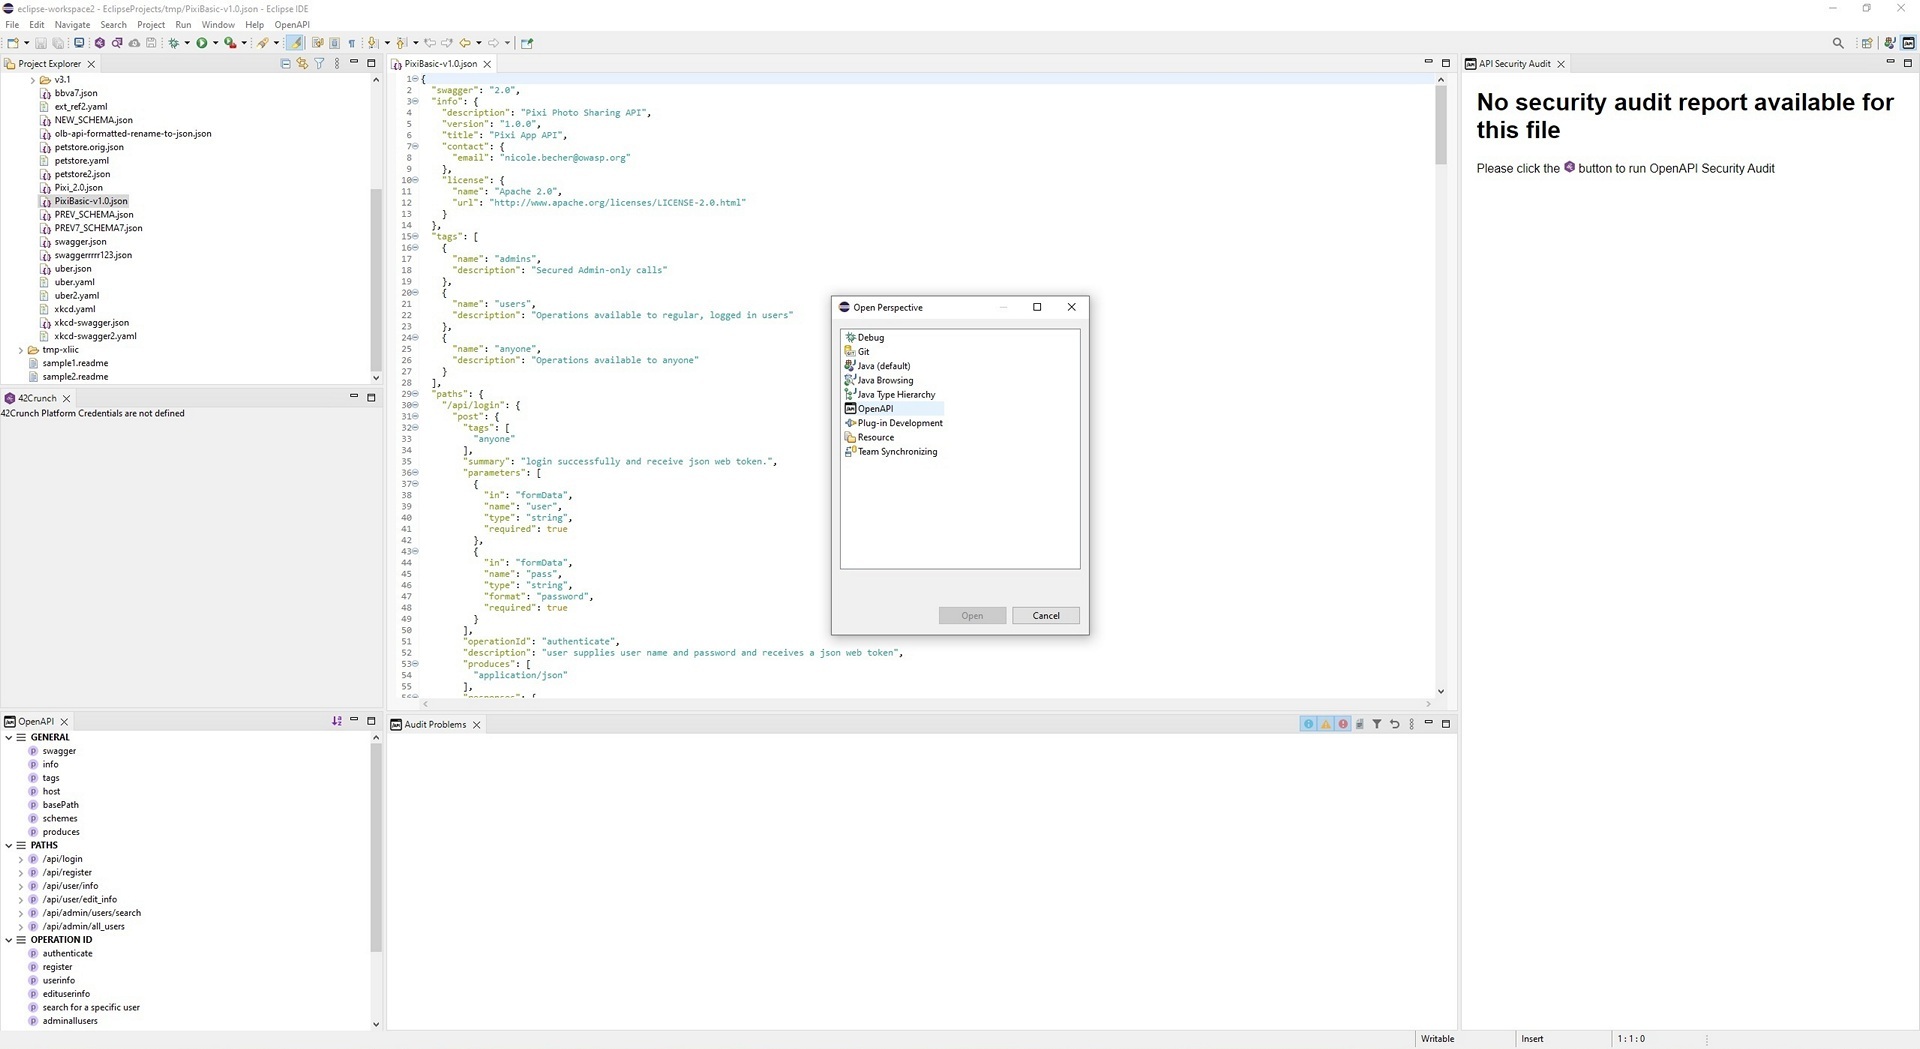 eclipse-workspace2 - EclipseProjects/tmp/PixiBasic-v1.0.json - Eclipse IDE
File Edit Navigate Search Project Run Window Help OpenAPI
Project Explorer
v3.1
bbva7.json
ext_ref2.yaml
NEW_SCHEMA.json
olb-api-formatted-rename-to-json.json
petstore.orig.json
petstore.yaml
petstore2.json
Pixi_2.0.json
PixiBasic-v1.0.json
PREV_SCHEMA.json
PREV7_SCHEMA7.json
swagger.json
swaggerrrrr123.json
uber.json
uber.yaml
uber2.yaml
xkcd.yaml
xkcd-swagger.json
xkcd-swagger2.yaml
tmp-xliic
sample1.readme
sample2.readme
42Crunch
42Crunch Platform Credentials are not defined
OpenAPI
GENERAL
swagger
info
tags
host
basePath
schemes
produces
PATHS
/api/login
/api/register
/api/user/info
/api/user/edit_info
/api/admin/users/search
/api/admin/all_users
OPERATION ID
authenticate
register
userinfo
edituserinfo
search for a specific user
adminallusers
PixiBasic-v1.0.json
1 {
2 "swagger": "2.0",
3 "info": {
4 "description": "Pixi Photo Sharing API",
5 "version": "1.0.0",
6 "title": "Pixi App API",
7 "contact": {
8 "email": "nicole.becher@owasp.org"
9 },
10 "license": {
11 "name": "Apache 2.0",
12 "url": "http://www.apache.org/licenses/LICENSE-2.0.html"
13 }
14 },
15 "tags": [
16 {
17 "name": "admins",
18 "description": "Secured Admin-only calls"
19 },
20 {
21 "name": "users",
22 "description": "Operations available to regular, logged in users"
23 },
24 {
25 "name": "anyone",
26 "description": "Operations available to anyone"
27 }
28 ],
29 "paths": {
30 "/api/login": {
31 "post": {
32 "tags": [
33 "anyone"
34 ],
35 "summary": "login successfully and receive json web token.",
36 "parameters": [
37 {
38 "in": "formData",
39 "name": "user",
40 "type": "string",
41 "required": true
42 },
43 {
44 "in": "formData",
45 "name": "pass",
46 "type": "string",
47 "format": "password",
48 "required": true
49 }
50 ],
51 "operationId": "authenticate",
52 "description": "user supplies user name and password and receives a json web token",
53 "produces": [
54 "application/json"
55 ],
56 "responses": {
Open Perspective
Debug
Git
Java (default)
Java Browsing
Java Type Hierarchy
OpenAPI
Plug-in Development
Resource
Team Synchronizing
Open Cancel
Audit Problems
API Security Audit
No security audit report available for
this file
Please click the button to run OpenAPI Security Audit
Writable Insert 1 : 1 : 0